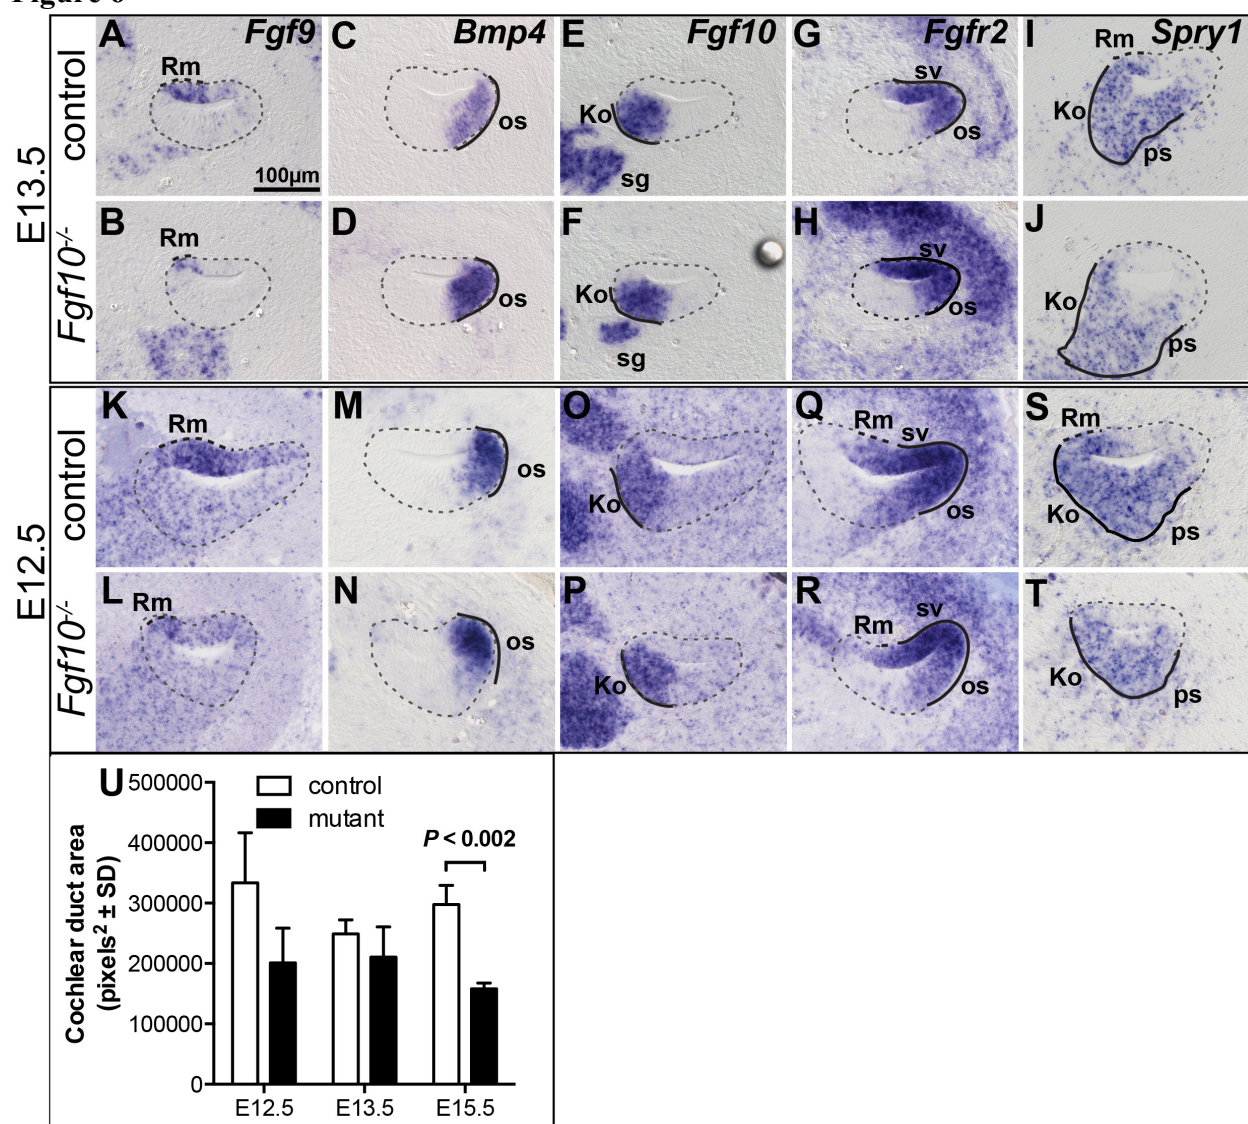 A Fgf9 C Bmp4 E Fgf10 G Fgfr2 I Spry1
E13.5
control
Rm
100µm
os
Ko
sg
sv
os
Rm
Ko
ps
Fgf10-/-
B D F H J
Rm
os
Ko
sg
sv
os
Ko
ps
E12.5
control
K M O Q S
Rm
os
Ko
Rm
sv
os
Rm
Ko
ps
Fgf10-/-
L N P R T
Rm
os
Ko
Rm
sv
os
Ko
ps
U
Cochlear duct area
(pixels2 ± SD)
500000
400000
300000
200000
100000
0
control
mutant
P < 0.002
E12.5 E13.5 E15.5